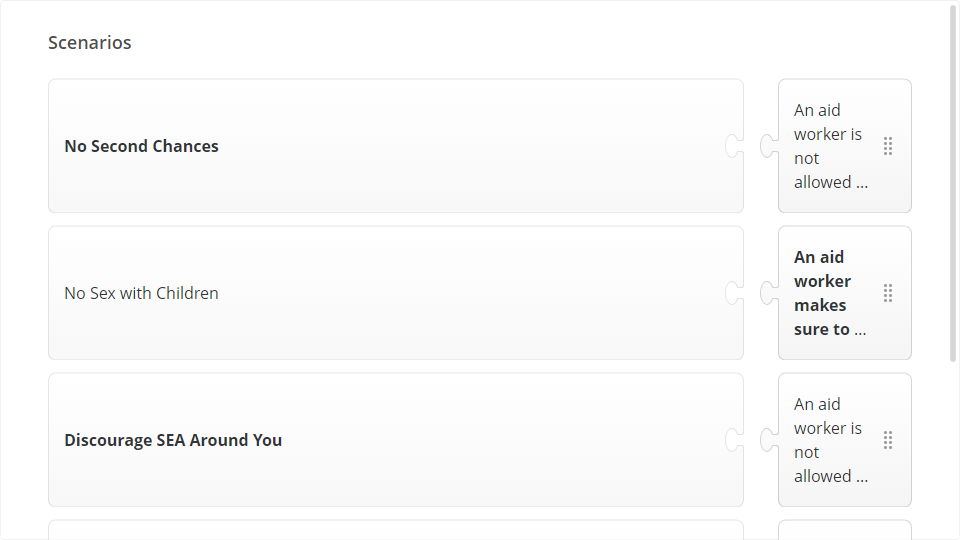 Scenarios
No Second Chances
An aid
worker is
not
allowed ...
No Sex with Children
An aid
worker
makes
sure to ...
Discourage SEA Around You
An aid
worker is
not
allowed ...